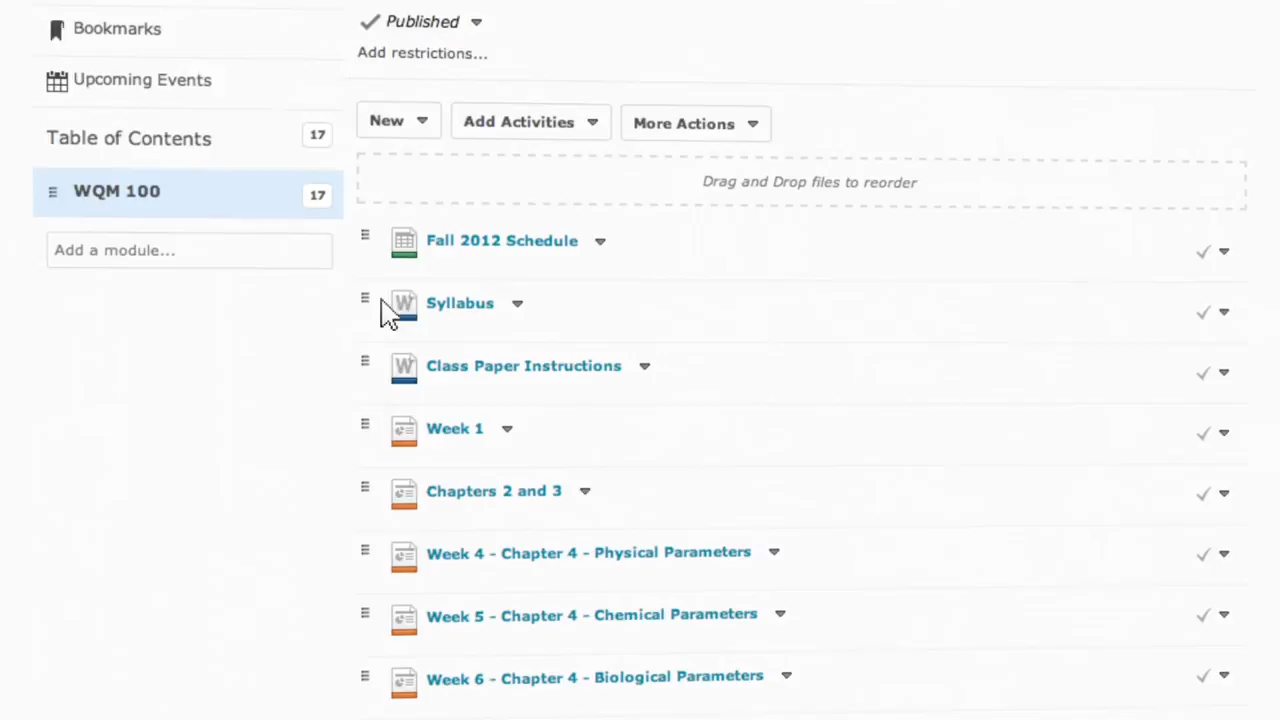 Bookmarks
Upcoming Events
Table of Contents 17
WQM 100 17
Add a module...
Published
Add restrictions...
New Add Activities More Actions
Drag and Drop files to reorder
Fall 2012 Schedule
W Syllabus
W Class Paper Instructions
Week 1
Chapters 2 and 3
Week 4 - Chapter 4 - Physical Parameters
Week 5 - Chapter 4 - Chemical Parameters
Week 6 - Chapter 4 - Biological Parameters